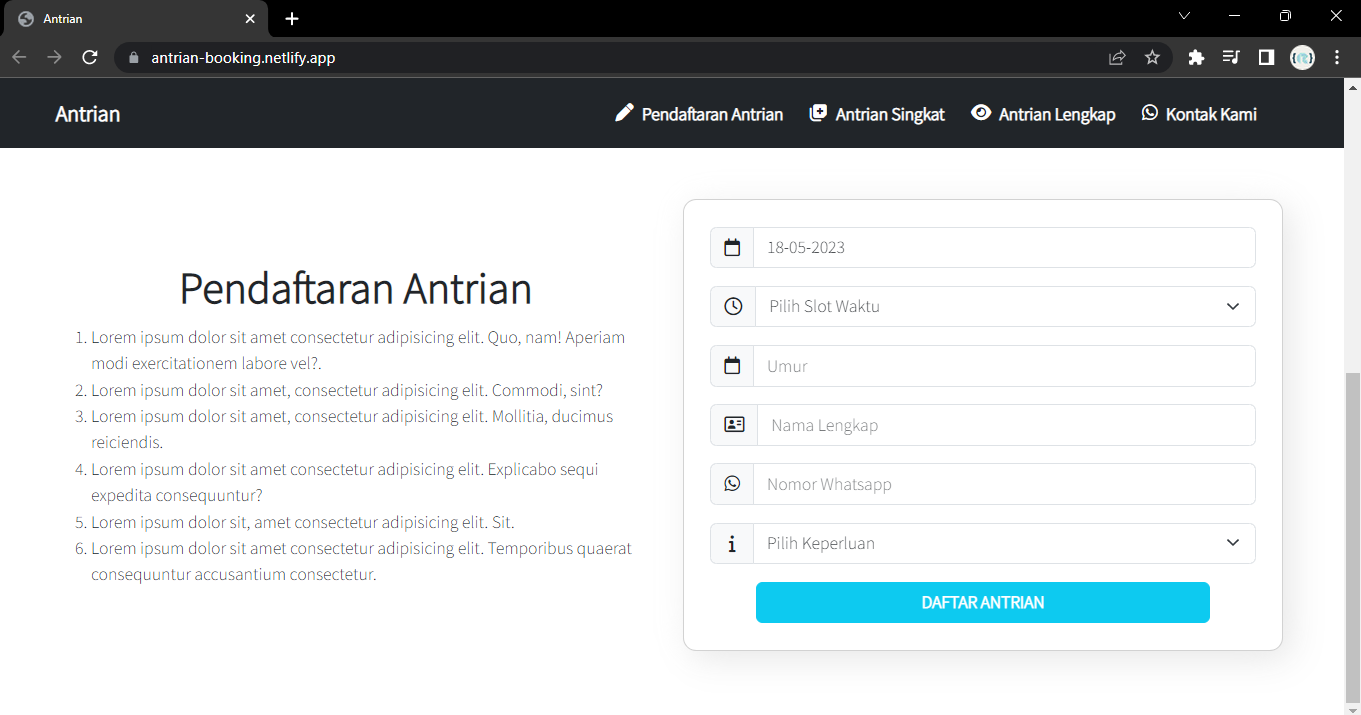 Antrian
antrian-booking.netlify.app
Antrian
Pendaftaran Antrian
Antrian Singkat
Antrian Lengkap
Kontak Kami
Pendaftaran Antrian
1. Lorem ipsum dolor sit amet consectetur adipisicing elit. Quo, nam! Aperiam
modi exercitationem labore vel?.
2. Lorem ipsum dolor sit amet, consectetur adipisicing elit. Commodi, sint?
3. Lorem ipsum dolor sit amet, consectetur adipisicing elit. Mollitia, ducimus
reiciendis.
4. Lorem ipsum dolor sit amet consectetur adipisicing elit. Explicabo sequi
expedita consequuntur?
5. Lorem ipsum dolor sit, amet consectetur adipisicing elit. Sit.
6. Lorem ipsum dolor sit amet consectetur adipisicing elit. Temporibus quaerat
consequuntur accusantium consectetur.
18-05-2023
Pilih Slot Waktu
Umur
Nama Lengkap
Nomor Whatsapp
Pilih Keperluan
DAFTAR ANTRIAN